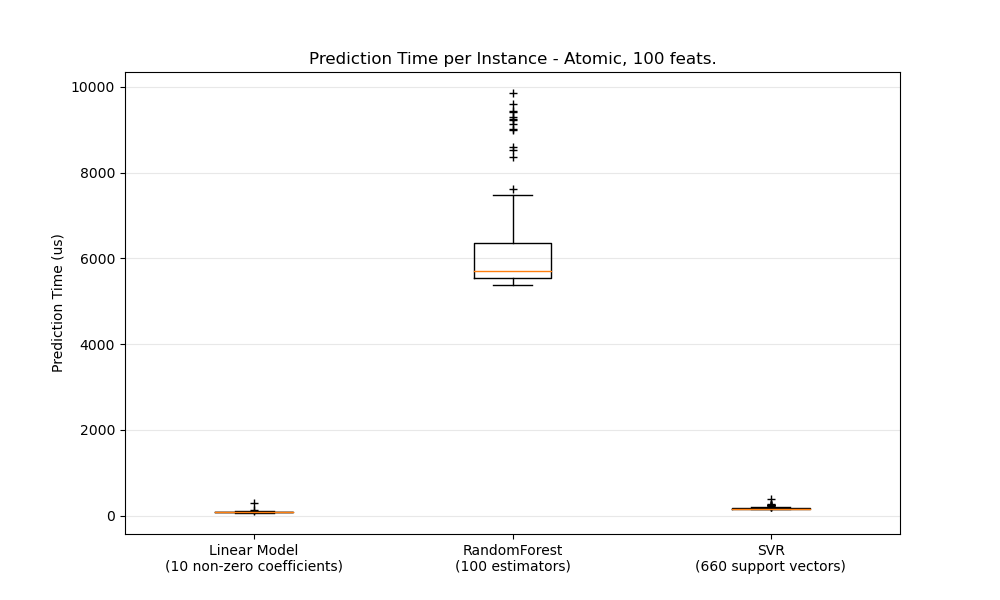 Prediction Time per Instance - Atomic, 100 feats.
Prediction Time (us)
10000
8000
6000
4000
2000
0
Linear Model
(10 non-zero coefficients)
RandomForest
(100 estimators)
SVR
(660 support vectors)